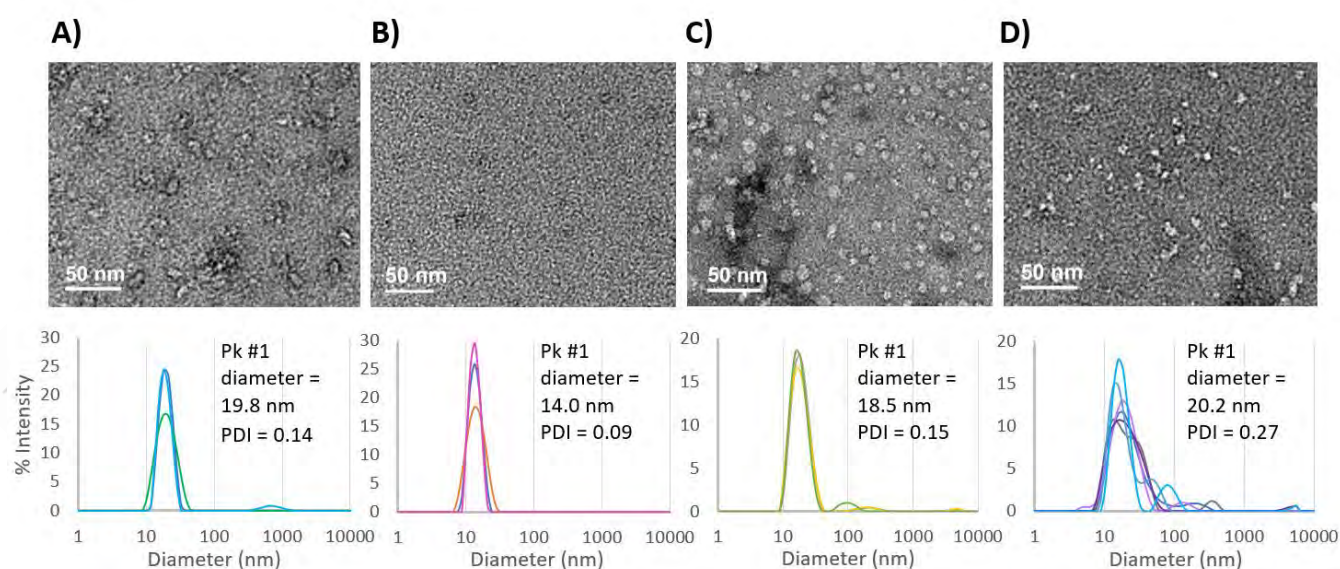 A)
B)
C)
D)
50 nm
50 nm
50 nm
50 nm
% Intensity
30
25
20
15
10
5
0
1
10
100
1000
10000
Diameter (nm)
Pk #1
diameter =
19.8 nm
PDI = 0.14
30
25
20
15
10
5
0
1
10
100
1000
10000
Diameter (nm)
Pk #1
diameter =
14.0 nm
PDI = 0.09
20
15
10
5
0
1
10
100
1000
10000
Diameter (nm)
Pk #1
diameter =
18.5 nm
PDI = 0.15
20
15
10
5
0
1
10
100
1000
10000
Diameter (nm)
Pk #1
diameter =
20.2 nm
PDI = 0.27